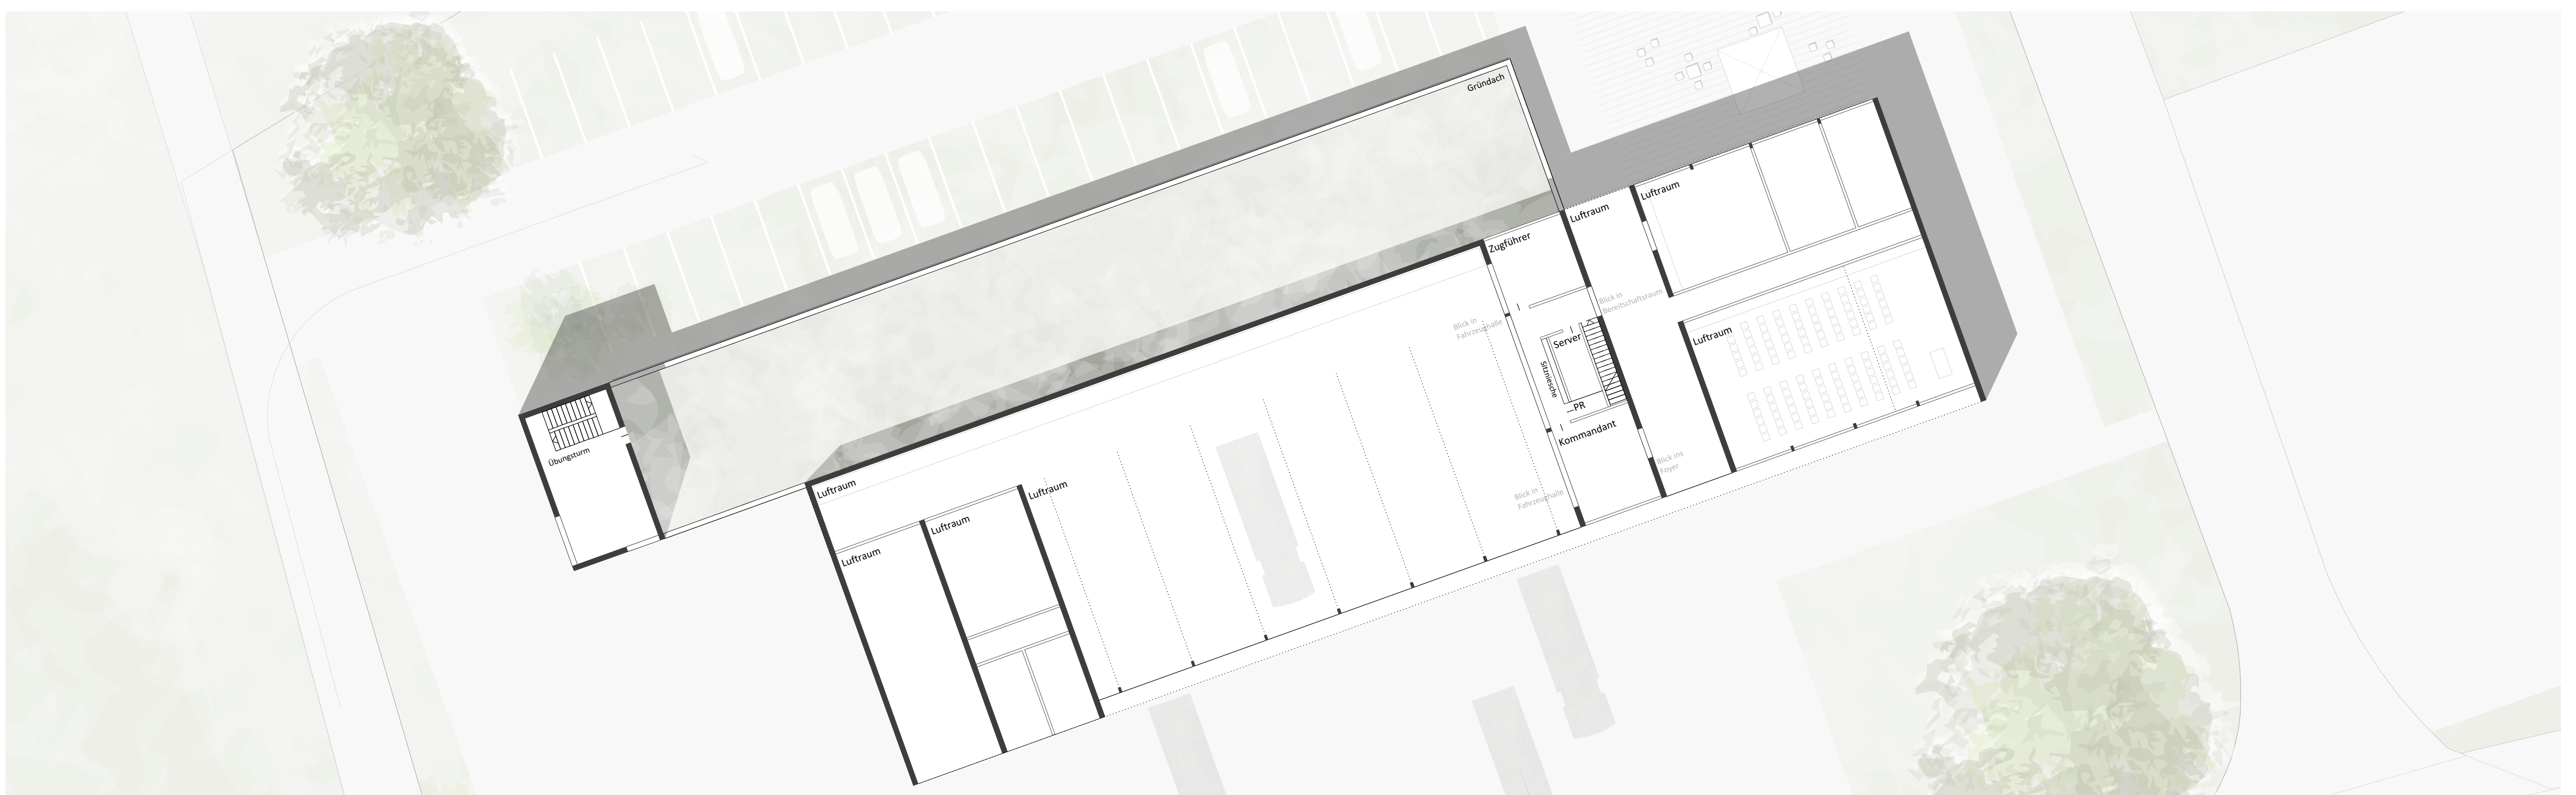 Gründach
Luftraum
Luftraum
Zugführer
Blick in
Bereitschaftsraum
Blick in
Fahrzeughalle
Server
Sitzniesche
PR
Kommandant
Luftraum
Blick ins
Foyer
Blick in
Fahrzeughalle
Übungsturm
Luftraum
Luftraum
Luftraum
Luftraum